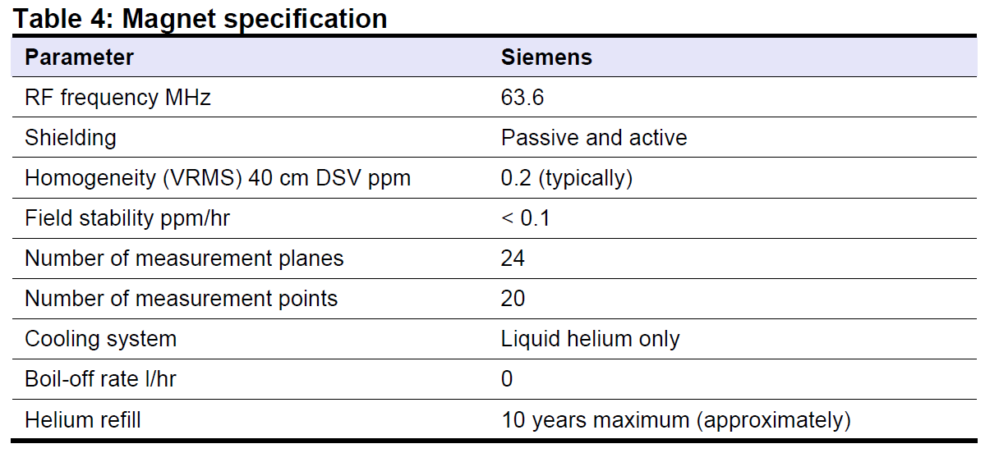 Table 4: Magnet specification
Parameter Siemens
RF frequency MHz 63.6
Shielding Passive and active
Homogeneity (VRMS) 40 cm DSV ppm 0.2 (typically)
Field stability ppm/hr < 0.1
Number of measurement planes 24
Number of measurement points 20
Cooling system Liquid helium only
Boil-off rate l/hr 0
Helium refill 10 years maximum (approximately)